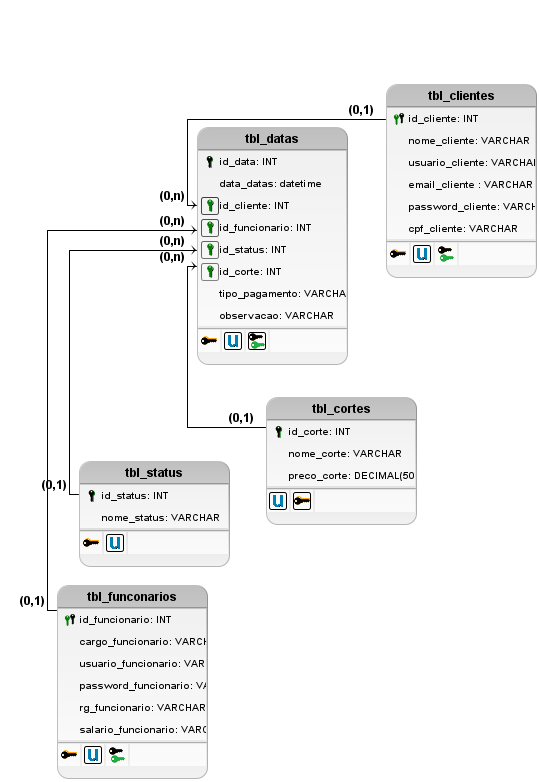 tbl_clientes
(0,1)
id_cliente: INT
nome_cliente: VARCHAR
usuario_cliente: VARCHAR
email_cliente : VARCHAR
password_cliente: VARCH
cpf_cliente: VARCHAR
tbl_datas
id_data: INT
data_datas: datetime
(0,n)
id_cliente: INT
(0,n)
id_funcionario: INT
(0,n)
id_status: INT
(0,n)
id_corte: INT
tipo_pagamento: VARCHA
observacao: VARCHAR
U
U
tbl_cortes
(0,1)
id_corte: INT
nome_corte: VARCHAR
preco_corte: DECIMAL(50
U
tbl_status
(0,1)
id_status: INT
nome_status: VARCHAR
U
tbl_funconarios
(0,1)
id_funcionario: INT
cargo_funcionario: VARCH
usuario_funcionario: VAR
password_funcionario: VA
rg_funcionario: VARCHAR
salario_funcionario: VARC
U